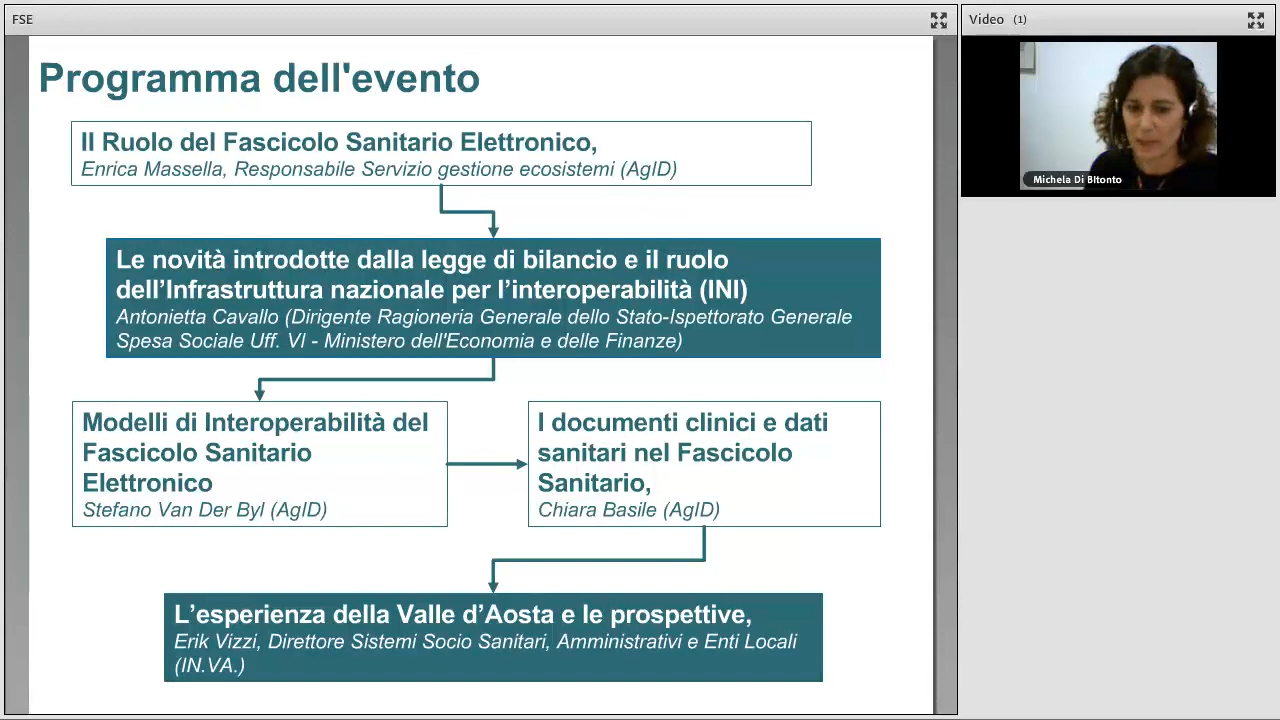 FSE
Video (1)
Programma dell'evento
Il Ruolo del Fascicolo Sanitario Elettronico,
Enrica Massella, Responsabile Servizio gestione ecosistemi (AgID)
Le novità introdotte dalla legge di bilancio e il ruolo
dell’Infrastruttura nazionale per l’interoperabilità (INI)
Antonietta Cavallo (Dirigente Ragioneria Generale dello Stato-Ispettorato Generale
Spesa Sociale Uff. VI - Ministero dell'Economia e delle Finanze)
Modelli di Interoperabilità del
Fascicolo Sanitario
Elettronico
Stefano Van Der Byl (AgID)
I documenti clinici e dati
sanitari nel Fascicolo
Sanitario,
Chiara Basile (AgID)
L’esperienza della Valle d’Aosta e le prospettive,
Erik Vizzi, Direttore Sistemi Socio Sanitari, Amministrativi e Enti Locali
(IN.VA.)
Michela Di BItonto